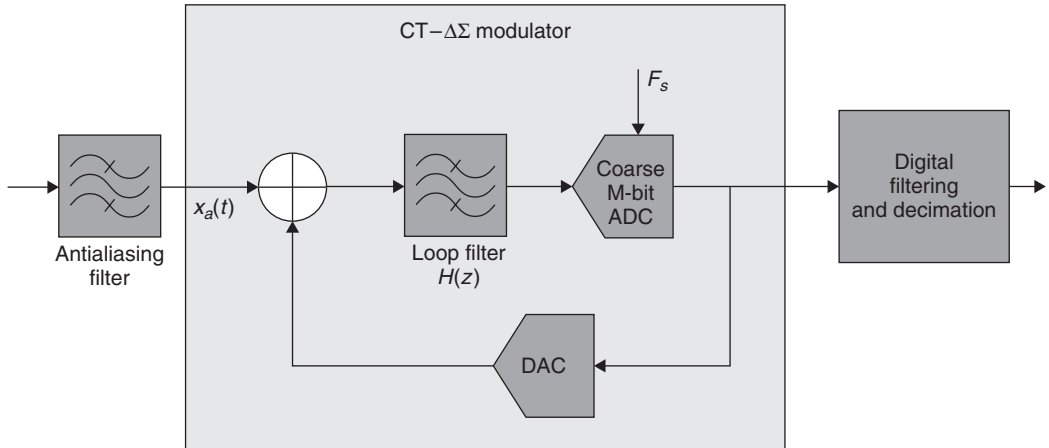 CT−ΔΣ modulator
F_s
Coarse
M-bit
ADC
Digital
filtering
and decimation
x_a(t)
Antialiasing
filter
Loop filter
H(z)
DAC